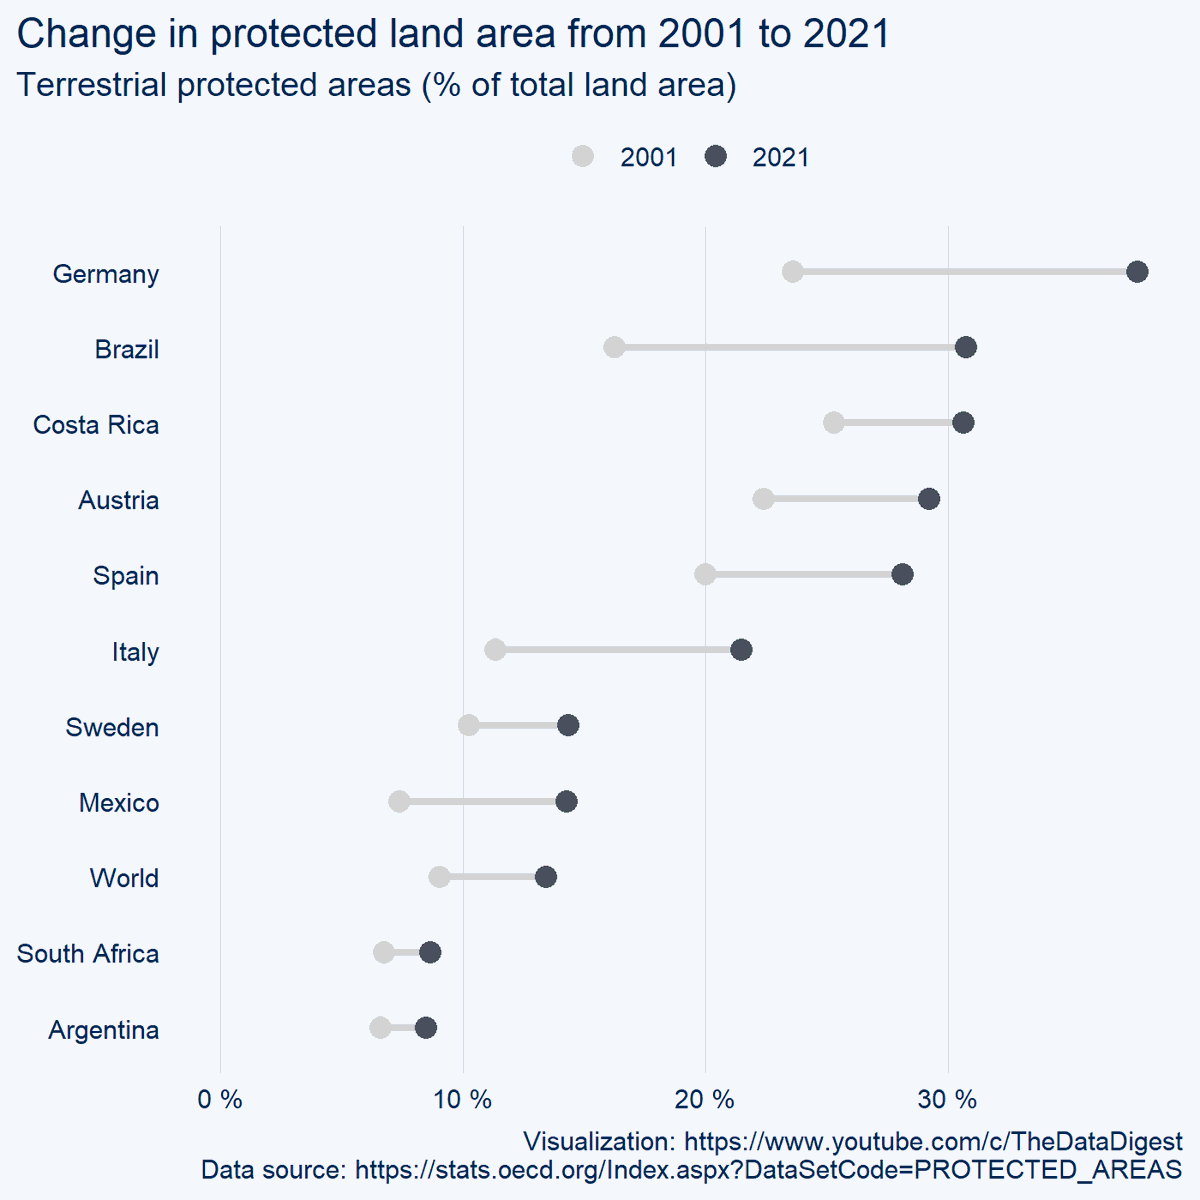 Change in protected land area from 2001 to 2021
Terrestrial protected areas (% of total land area)
2001 2021
Germany
Brazil
Costa Rica
Austria
Spain
Italy
Sweden
Mexico
World
South Africa
Argentina
0 % 10 % 20 % 30 %
Visualization: https://www.youtube.com/c/TheDataDigest
Data source: https://stats.oecd.org/Index.aspx?DataSetCode=PROTECTED_AREAS